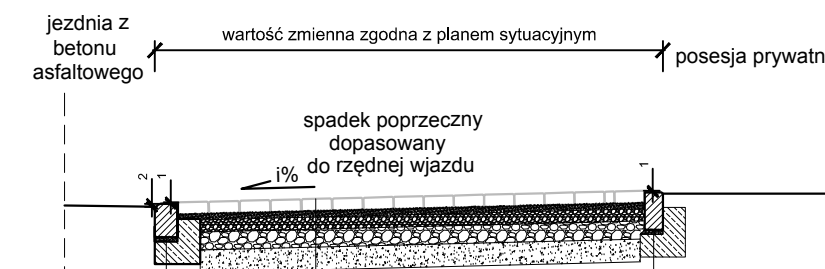 jezdnia z
betonu
asfaltowego
wartość zmienna zgodna z planem sytuacyjnym
posesja prywatn
spadek poprzeczny
dopasowany
do rzędnej wjazdu
i%
2
1
1